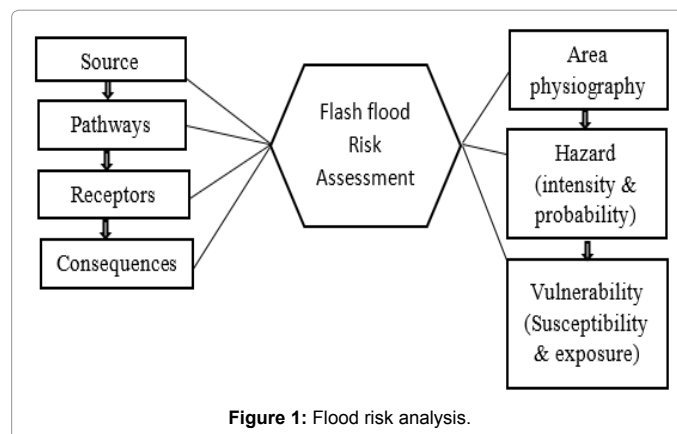 Source
Pathways
Receptors
Consequences
Flash flood
Risk
Assessment
Area
physiography
Hazard
(intensity &
probability)
Vulnerability
(Susceptibility
& exposure)
Figure 1: Flood risk analysis.